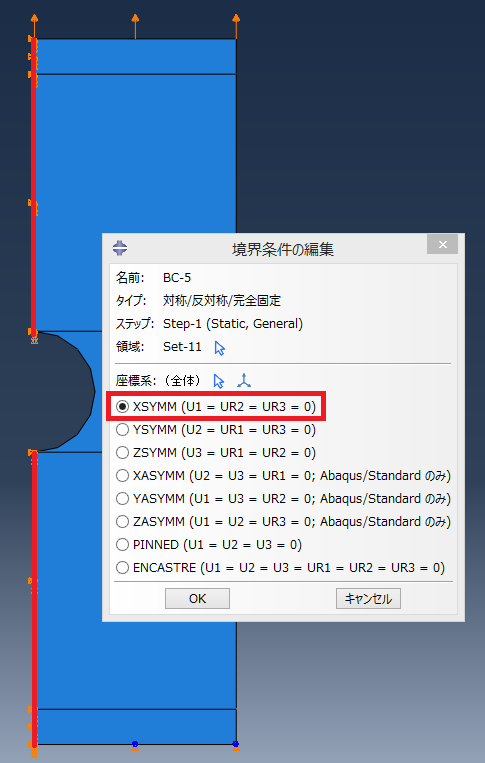 境界条件の編集
名前: BC-5
タイプ: 対称/反対称/完全固定
ステップ: Step-1 (Static, General)
領域: Set-11
座標系: (全体)
XSYMM (U1 = UR2 = UR3 = 0)
YSYMM (U2 = UR1 = UR3 = 0)
ZSYMM (U3 = UR1 = UR2 = 0)
XASYMM (U2 = U3 = UR1 = 0; Abaqus/Standard のみ)
YASYMM (U1 = U3 = UR2 = 0; Abaqus/Standard のみ)
ZASYMM (U1 = U2 = UR3 = 0; Abaqus/Standard のみ)
PINNED (U1 = U2 = U3 = 0)
ENCASTRE (U1 = U2 = U3 = UR1 = UR2 = UR3 = 0)
OK キャンセル